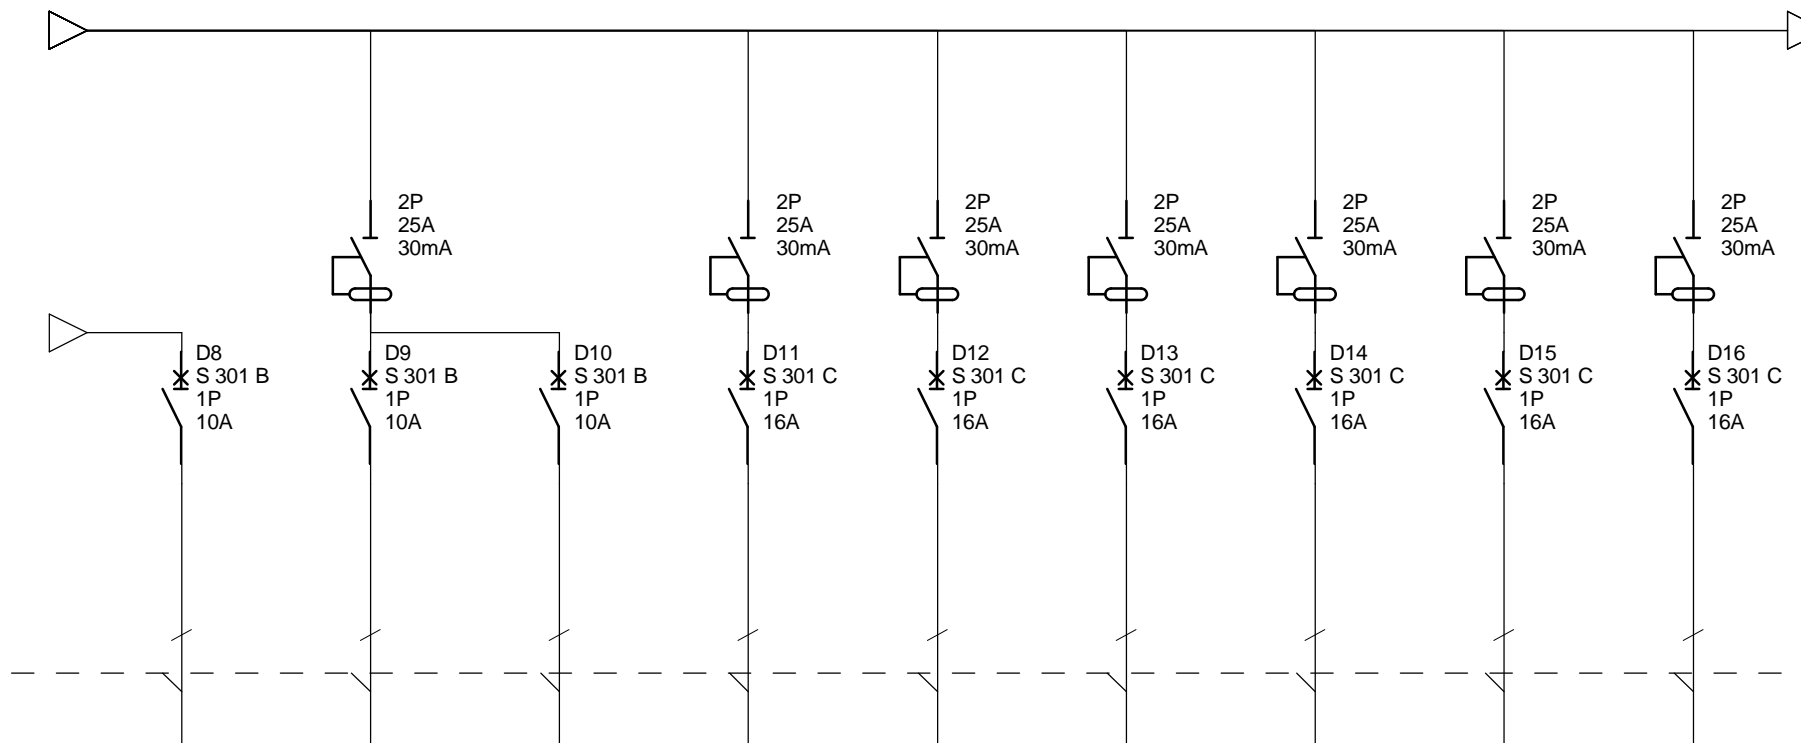 2P
25A
30mA
2P
25A
30mA
2P
25A
30mA
2P
25A
30mA
2P
25A
30mA
2P
25A
30mA
2P
25A
30mA
D8
S 301 B
1P
10A
D9
S 301 B
1P
10A
D10
S 301 B
1P
10A
D11
S 301 C
1P
16A
D12
S 301 C
1P
16A
D13
S 301 C
1P
16A
D14
S 301 C
1P
16A
D15
S 301 C
1P
16A
D16
S 301 C
1P
16A